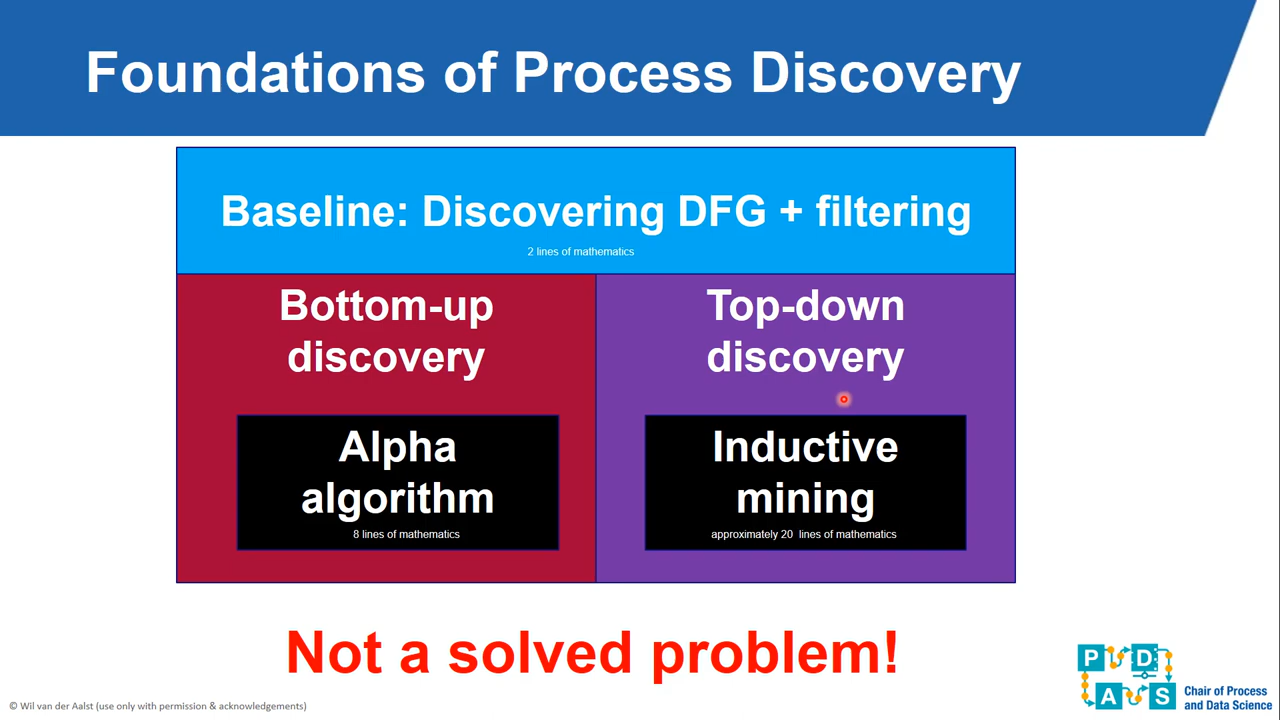 Foundations of Process Discovery
Baseline: Discovering DFG + filtering
2 lines of mathematics
Bottom-up
discovery
Alpha
algorithm
8 lines of mathematics
Top-down
discovery
Inductive
mining
approximately 20  lines of mathematics
Not a solved problem!
© Wil van der Aalst (use only with permission & acknowledgements)
P D
A S
Chair of Process
and Data Science